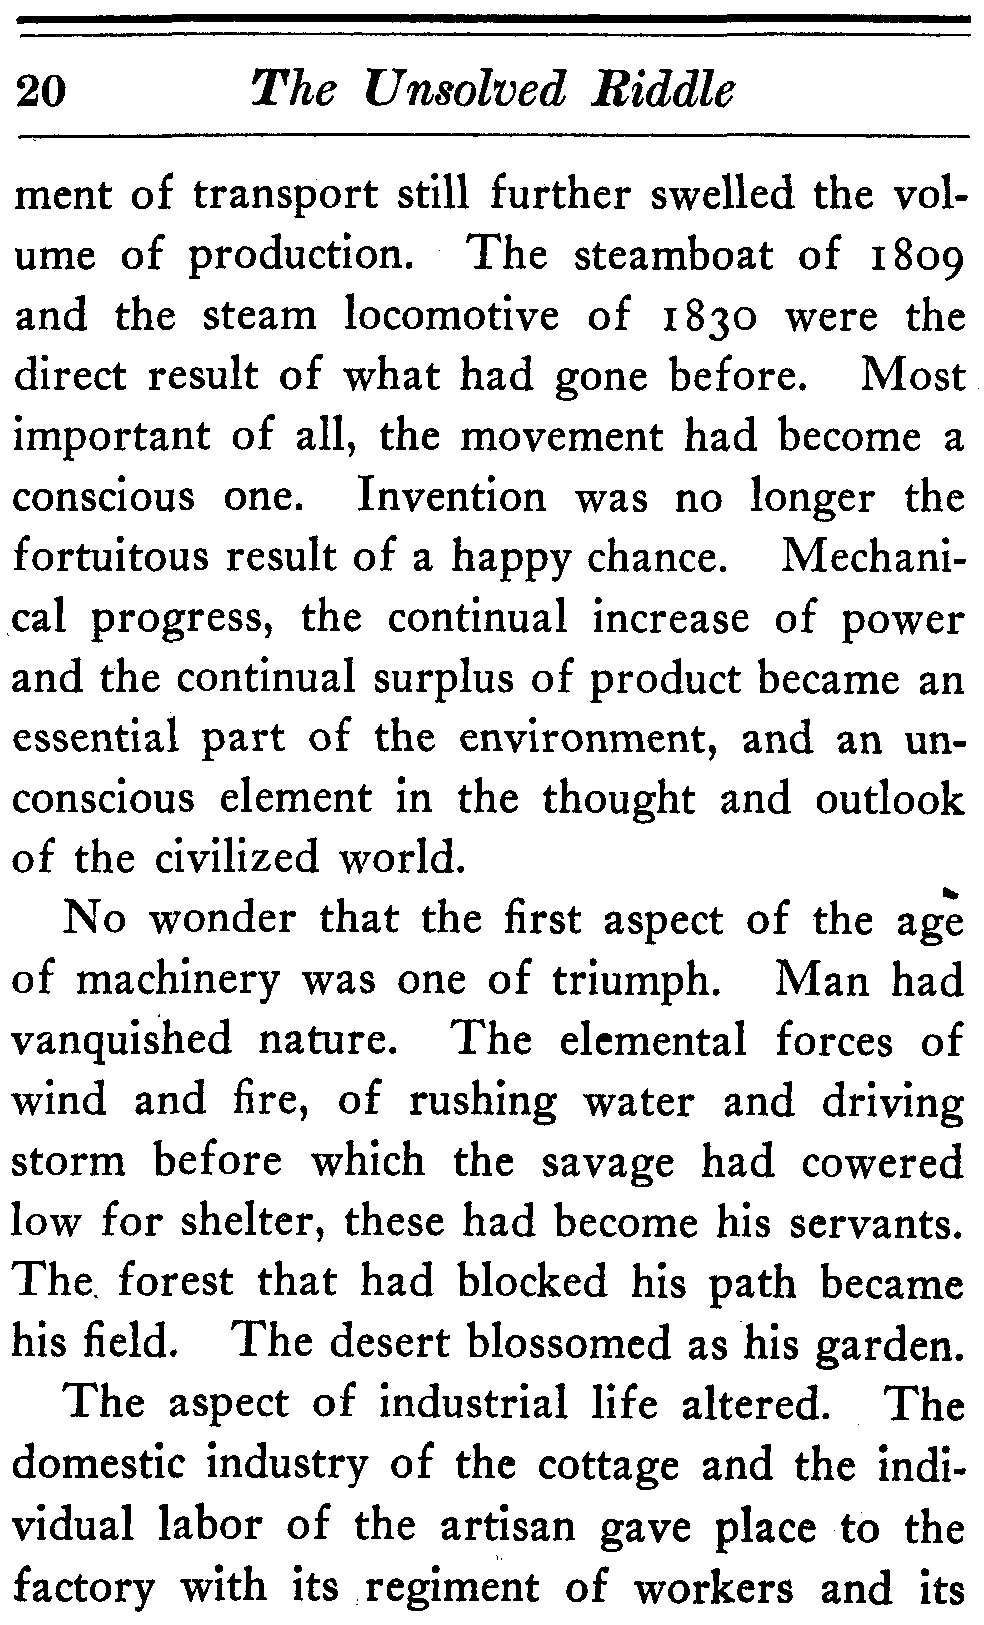 20 The Unsolved Riddle
ment of transport still further swelled the vol-
ume of production. The steamboat of 1809
and the steam locomotive of 1830 were the
direct result of what had gone before. Most
important of all, the movement had become a
conscious one. Invention was no longer the
fortuitous result of a happy chance. Mechani-
cal progress, the continual increase of power
and the continual surplus of product became an
essential part of the environment, and an un-
conscious element in the thought and outlook
of the civilized world.
No wonder that the first aspect of the age
of machinery was one of triumph. Man had
vanquished nature. The elemental forces of
wind and fire, of rushing water and driving
storm before which the savage had cowered
low for shelter, these had become his servants.
The forest that had blocked his path became
his field. The desert blossomed as his garden.
The aspect of industrial life altered. The
domestic industry of the cottage and the indi-
vidual labor of the artisan gave place to the
factory with its regiment of workers and its